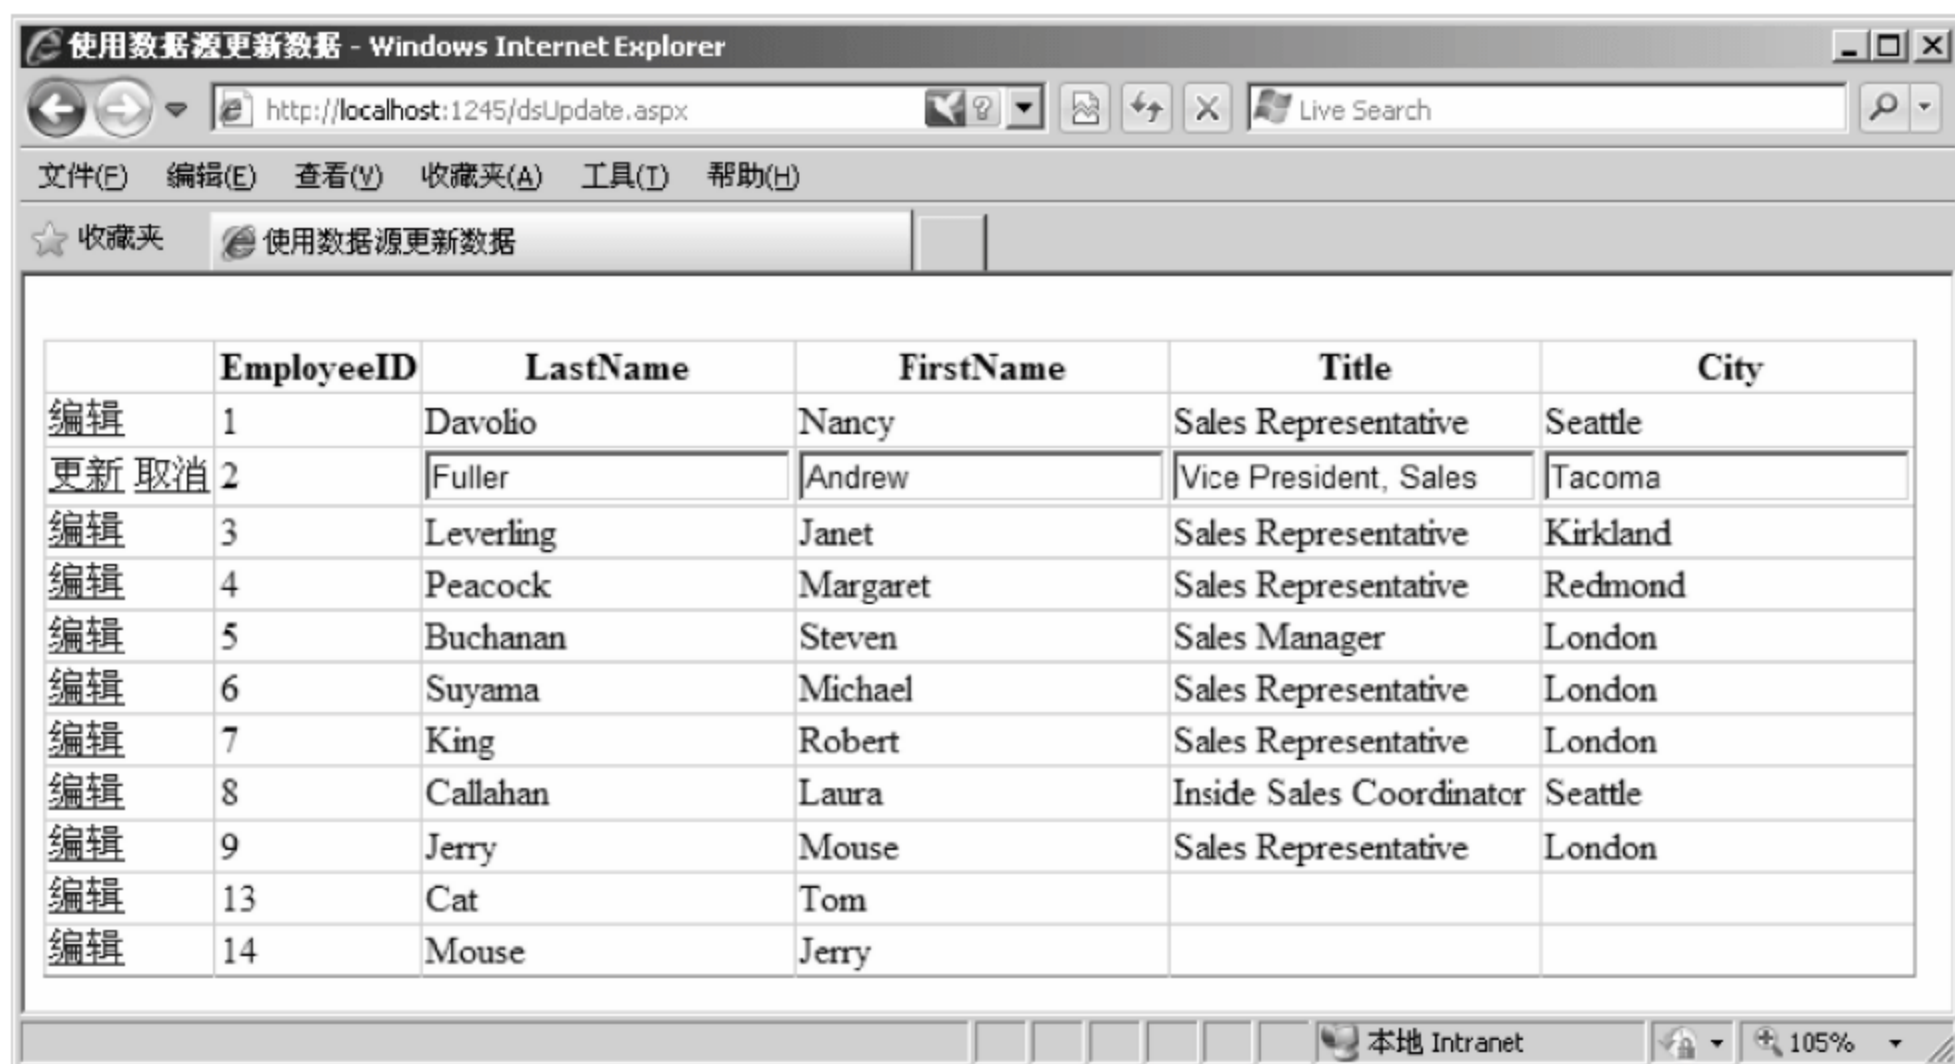 使用数据源更新数据 - Windows Internet Explorer
http://localhost:1245/dsUpdate.aspx Live Search
文件(F) 编辑(E) 查看(V) 收藏夹(A) 工具(T) 帮助(H)
收藏夹 使用数据源更新数据
EmployeeID LastName FirstName Title City
编辑 1 Davolio Nancy Sales Representative Seattle
更新 取消 2 Fuller Andrew Vice President, Sales Tacoma
编辑 3 Leverling Janet Sales Representative Kirkland
编辑 4 Peacock Margaret Sales Representative Redmond
编辑 5 Buchanan Steven Sales Manager London
编辑 6 Suyama Michael Sales Representative London
编辑 7 King Robert Sales Representative London
编辑 8 Callahan Laura Inside Sales Coordinator Seattle
编辑 9 Jerry Mouse Sales Representative London
编辑 13 Cat Tom
编辑 14 Mouse Jerry
本地 Intranet 105%